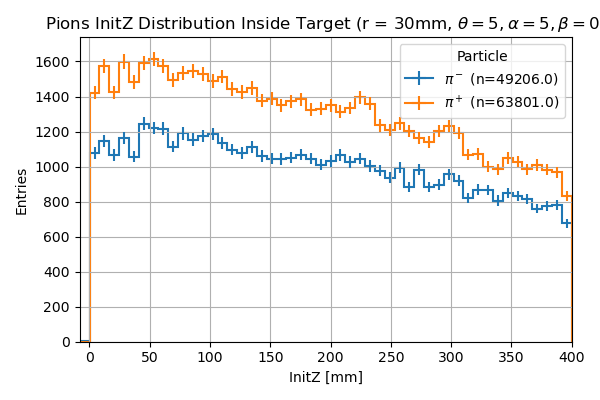 Pions InitZ Distribution Inside Target (r = 30mm, θ = 5, α = 5, β = 0
Particle
π⁻ (n=49206.0)
π⁺ (n=63801.0)
Entries
1600
1400
1200
1000
800
600
400
200
0
0 50 100 150 200 250 300 350 400
InitZ [mm]